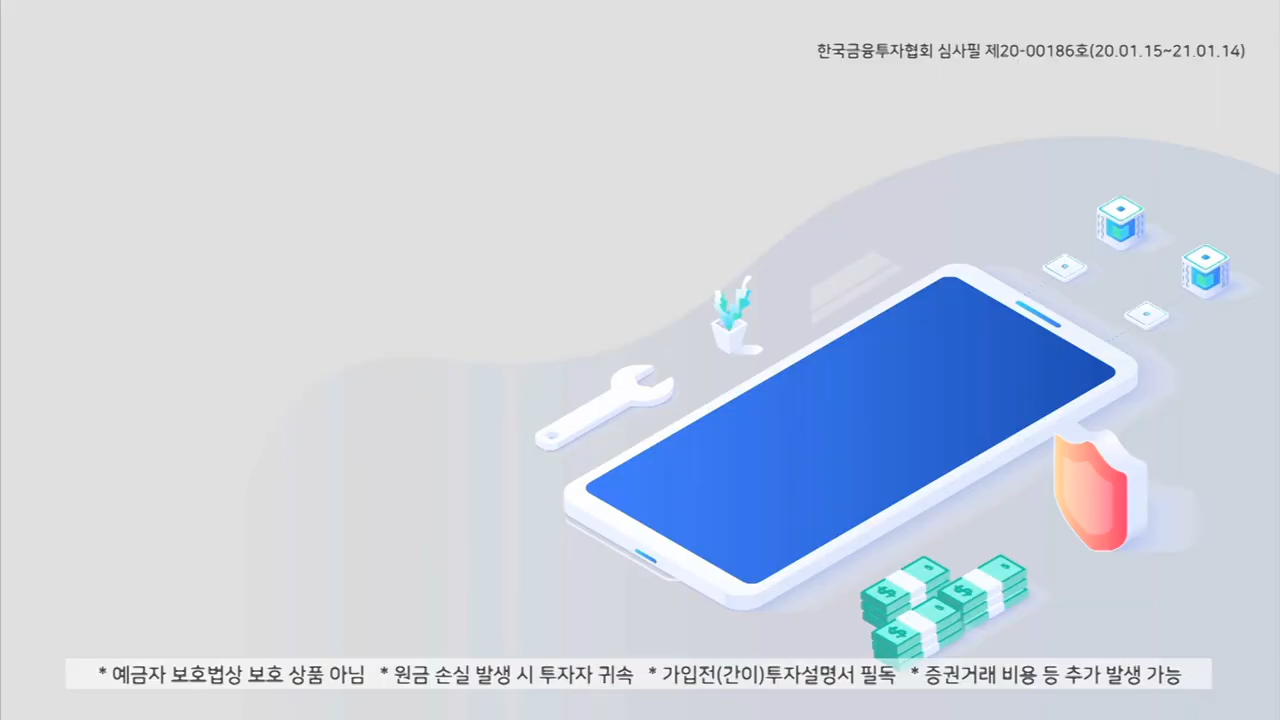 한국금융투자협회 심사필 제20-00186호(20.01.15~21.01.14)
* 예금자 보호법상 보호 상품 아님 * 원금 손실 발생 시 투자자 귀속 * 가입전(간이)투자설명서 필독 * 증권거래 비용 등 추가 발생 가능